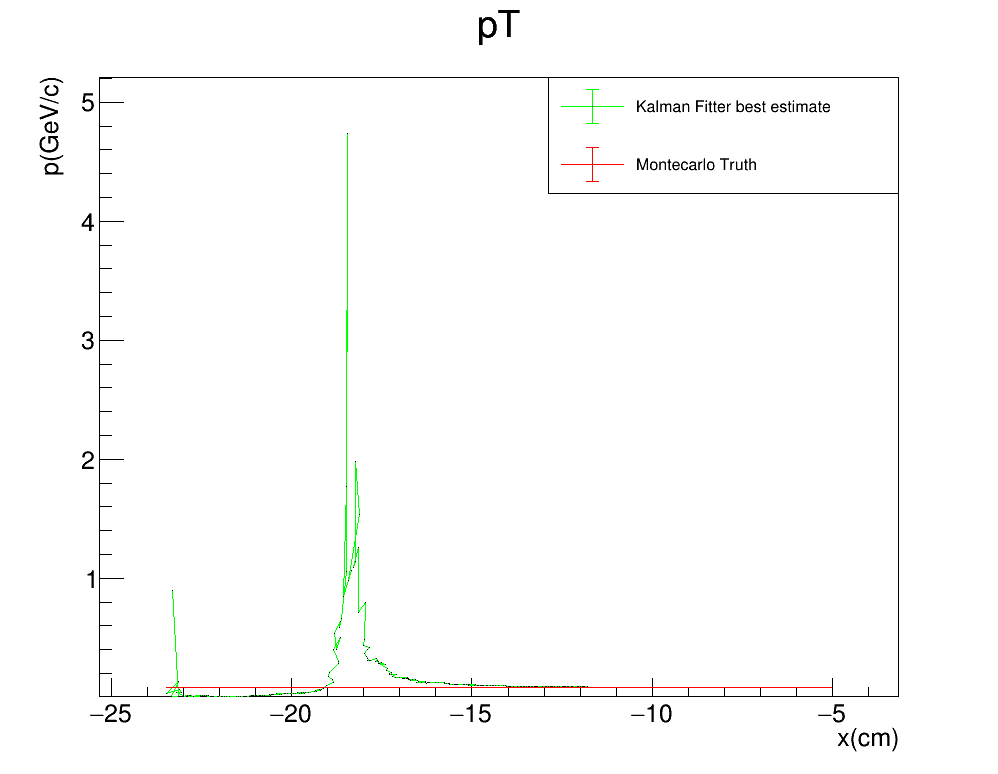 pT
p(GeV/c)
5
4
3
2
1
Kalman Fitter best estimate
Montecarlo Truth
−25 −20 −15 −10 −5
x(cm)